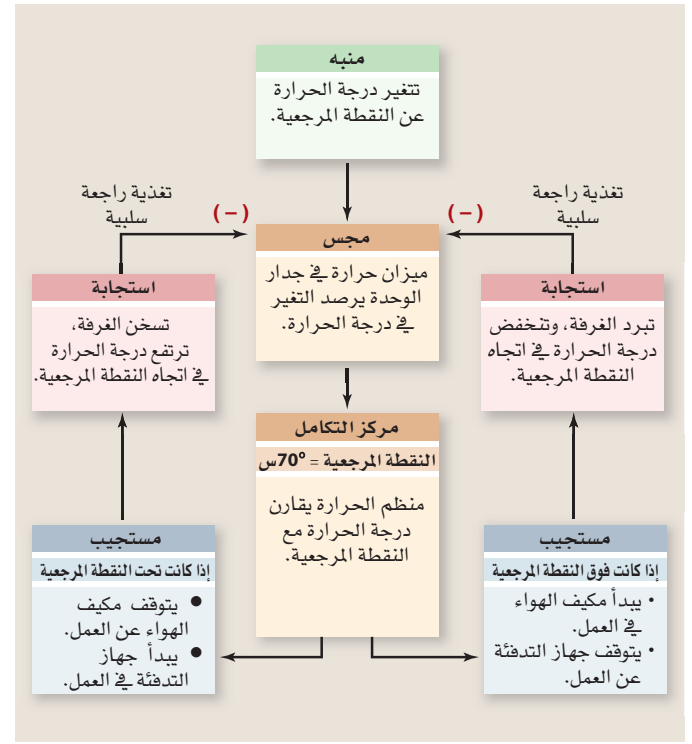 منبه
تتغير درجة الحرارة
عن النقطة المرجعية.
تغذية راجعة
سلبية
(−)
تغذية راجعة
سلبية
(−)
مجس
ميزان حرارة في جدار
الوحدة يرصد التغير
في درجة الحرارة.
استجابة
تبرد الغرفة، وتنخفض
درجة الحرارة في اتجاه
النقطة المرجعية.
استجابة
تسخن الغرفة،
ترتفع درجة الحرارة
في اتجاه النقطة المرجعية.
مركز التكامل
النقطة المرجعية = 70°س
منظم الحرارة يقارن
درجة الحرارة مع
النقطة المرجعية.
مستجيب
إذا كانت فوق النقطة المرجعية
• يبدأ مكيف الهواء
في العمل.
• يتوقف جهاز التدفئة
عن العمل.
مستجيب
إذا كانت تحت النقطة المرجعية
● يتوقف مكيف
الهواء عن العمل.
● يبدأ جهاز
التدفئة في العمل.